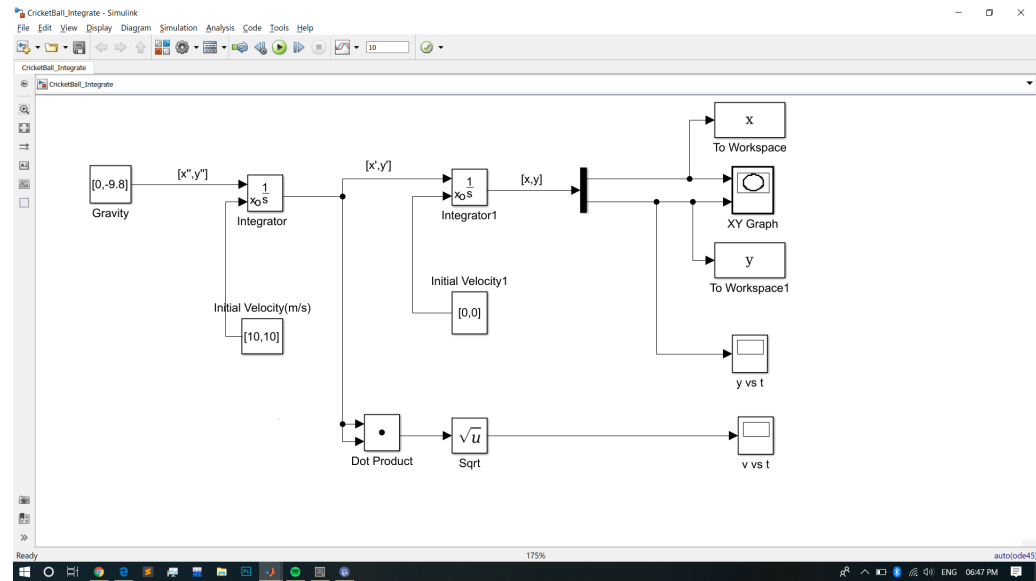 CricketBall_Integrate - Simulink
File Edit View Display Diagram Simulation Analysis Code Tools Help
10
CricketBall_Integrate
CricketBall_Integrate
x
To Workspace
[0,-9.8]
Gravity
[x",y"]
1
s
xo
Integrator
[x',y']
1
s
xo
Integrator1
[x,y]
XY Graph
y
To Workspace1
Initial Velocity1
[0,0]
Initial Velocity(m/s)
[10,10]
y vs t
Dot Product
√u
Sqrt
v vs t
Ready 175% auto(ode45)
ENG 06:47 PM